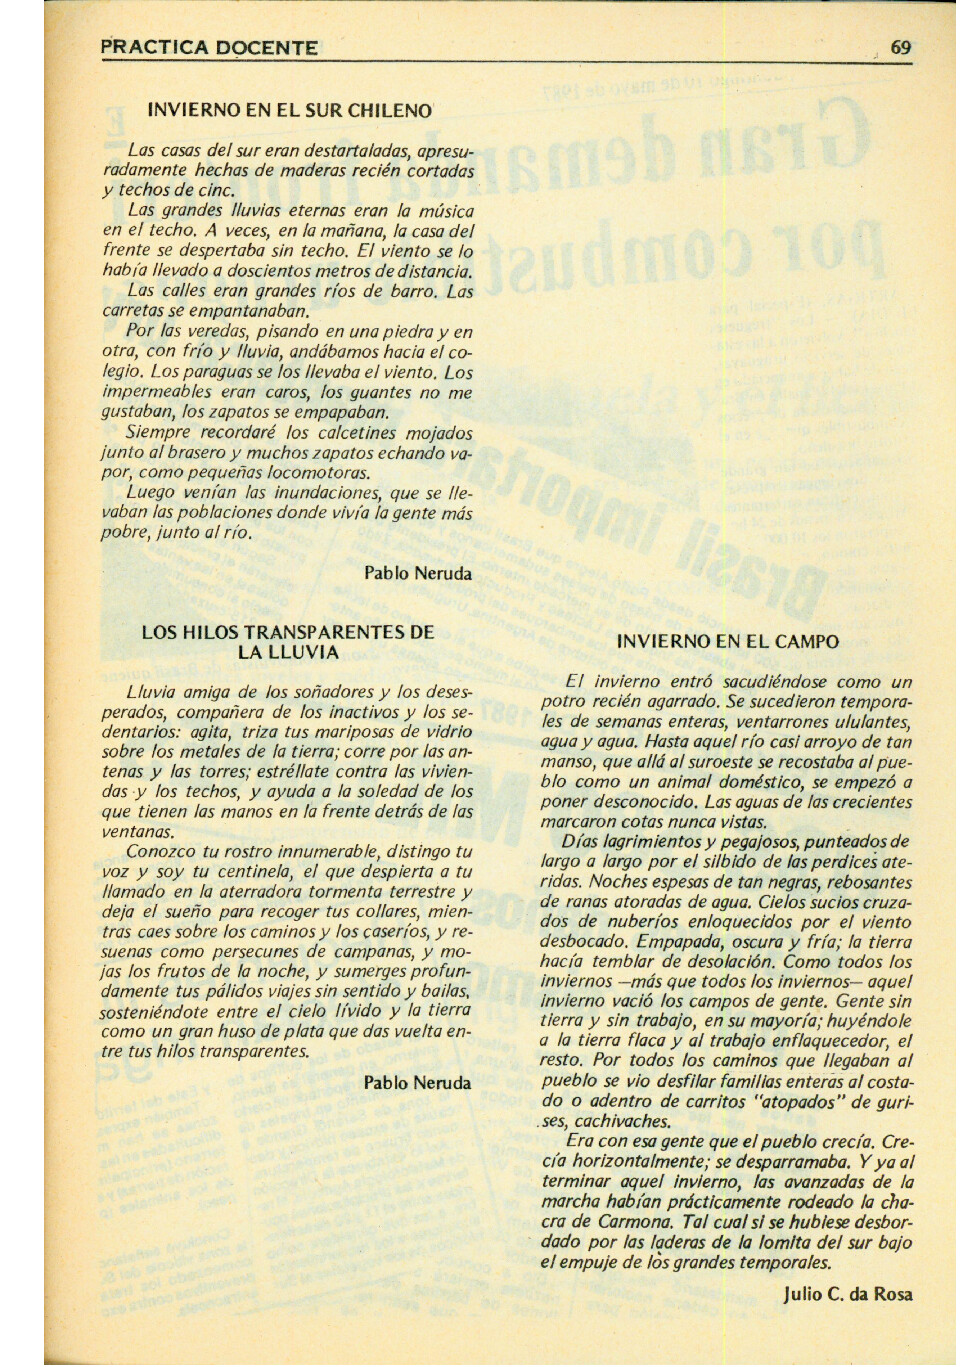 PRACTICA DOCENTE 69
INVIERNO EN EL SUR CHILENO
Las casas del sur eran destartaladas, apresu-
radamente hechas de maderas recién cortadas
y techos de cinc.
Las grandes lluvias eternas eran la música
en el techo. A veces, en la mañana, la casa del
frente se despertaba sin techo. El viento se lo
había llevado a doscientos metros de distancia.
Las calles eran grandes ríos de barro. Las
carretas se empantanaban.
Por las veredas, pisando en una piedra y en
otra, con frío y lluvia, andábamos hacia el co-
legio. Los paraguas se los llevaba el viento. Los
impermeables eran caros, los guantes no me
gustaban, los zapatos se empapaban.
Siempre recordaré los calcetines mojados
junto al brasero y muchos zapatos echando va-
por, como pequeñas locomotoras.
Luego venían las inundaciones, que se lle-
vaban las poblaciones donde vivía la gente más
pobre, junto al río.
Pablo Neruda
LOS HILOS TRANSPARENTES DE
LA LLUVIA
Lluvia amiga de los soñadores y los deses-
perados, compañera de los inactivos y los se-
dentarios: agita, triza tus mariposas de vidrio
sobre los metales de la tierra; corre por las an-
tenas y las torres; estréllate contra las vivien-
das y los techos, y ayuda a la soledad de los
que tienen las manos en la frente detrás de las
ventanas.
Conozco tu rostro innumerable, distingo tu
voz y soy tu centinela, el que despierta a tu
llamado en la aterradora tormenta terrestre y
deja el sueño para recoger tus collares, mien-
tras caes sobre los caminos y los caseríos, y re-
suenas como persecunes de campanas, y mo-
jas los frutos de la noche, y sumerges profun-
damente tus pálidos viajes sin sentido y bailas,
sosteniéndote entre el cielo lívido y la tierra
como un gran huso de plata que das vuelta en-
tre tus hilos transparentes.
Pablo Neruda
INVIERNO EN EL CAMPO
El invierno entró sacudiéndose como un
potro recién agarrado. Se sucedieron tempora-
les de semanas enteras, ventarrones ululantes,
agua y agua. Hasta aquel río casi arroyo de tan
manso, que allá al suroeste se recostaba al pue-
blo como un animal doméstico, se empezó a
poner desconocido. Las aguas de las crecientes
marcaron cotas nunca vistas.
Días lagrimientos y pegajosos, punteados de
largo a largo por el silbido de las perdices ate-
ridas. Noches espesas de tan negras, rebosantes
de ranas atoradas de agua. Cielos sucios cruza-
dos de nuberíos enloquecidos por el viento
desbocado. Empapada, oscura y fría; la tierra
hacía temblar de desolación. Como todos los
inviernos —más que todos los inviernos— aquel
invierno vació los campos de gente. Gente sin
tierra y sin trabajo, en su mayoría; huyéndole
a la tierra flaca y al trabajo enflaquecedor, el
resto. Por todos los caminos que llegaban al
pueblo se vio desfilar familias enteras al costa-
do o adentro de carritos "atopados" de guri-
ses, cachivaches.
Era con esa gente que el pueblo crecía. Cre-
cía horizontalmente; se desparramaba. Y ya al
terminar aquel invierno, las avanzadas de la
marcha habían prácticamente rodeado la cha-
cra de Carmona. Tal cual si se hubiese desbor-
dado por las laderas de la lomita del sur bajo
el empuje de los grandes temporales.
Julio C. da Rosa